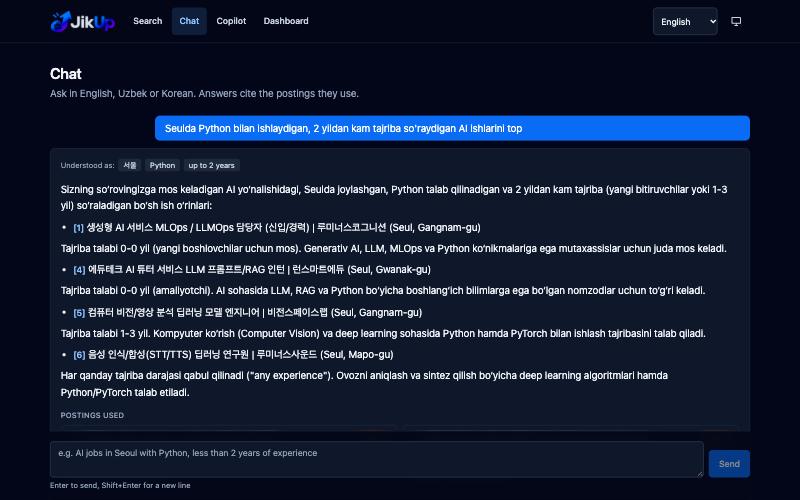 JikUp
Search
Chat
Copilot
Dashboard
English
Chat
Ask in English, Uzbek or Korean. Answers cite the postings they use.
Seulda Python bilan ishlaydigan, 2 yildan kam tajriba so'raydigan AI ishlarini top
Understood as: 서울 Python up to 2 years
Sizning so‘rovingizga mos keladigan AI yo‘nalishidagi, Seulda joylashgan, Python talab qilinadigan va 2 yildan kam tajriba (yangi bitiruvchilar yoki 1-3
yil) so‘raladigan bo‘sh ish o‘rinlari:
• [1] 생성형 AI 서비스 MLOps / LLMOps 담당자 (신입/경력) | 루미너스코그니션 (Seul, Gangnam-gu)
Tajriba talabi 0-0 yil (yangi boshlovchilar uchun mos). Generativ AI, LLM, MLOps va Python ko‘nikmalariga ega mutaxassislar uchun juda mos keladi.
• [4] 에듀테크 AI 튜터 서비스 LLM 프롬프트/RAG 인턴 | 런스마트에듀 (Seul, Gwanak-gu)
Tajriba talabi 0-0 yil (amaliyotchi). AI sohasida LLM, RAG va Python bo‘yicha boshlang‘ich bilimlarga ega bo‘lgan nomzodlar uchun to‘g‘ri keladi.
• [5] 컴퓨터 비전/영상 분석 딥러닝 모델 엔지니어 | 비전스페이스랩 (Seul, Gangnam-gu)
Tajriba talabi 1-3 yil. Kompyuter ko‘rish (Computer Vision) va deep learning sohasida Python hamda PyTorch bilan ishlash tajribasini talab qiladi.
• [6] 음성 인식/합성(STT/TTS) 딥러닝 연구원 | 루미너스사운드 (Seul, Mapo-gu)
Har qanday tajriba darajasi qabul qilinadi ("any experience"). Ovozni aniqlash va sintez qilish bo‘yicha deep learning algoritmlari hamda
Python/PyTorch talab etiladi.
POSTINGS USED
e.g. AI jobs in Seoul with Python, less than 2 years of experience
Send
Enter to send, Shift+Enter for a new line